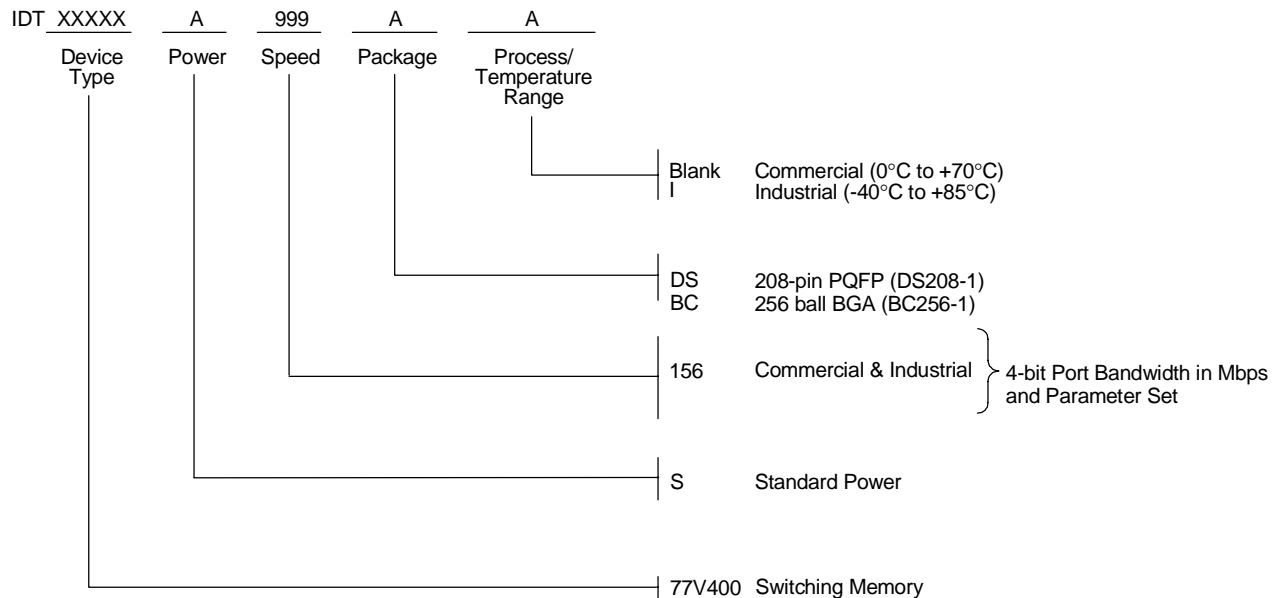 IDT XXXXX A 999 A A
Device Type
Power
Speed
Package
Process/ Temperature Range
Blank Commercial (0°C to +70°C)
I Industrial (-40°C to +85°C)
DS 208-pin PQFP (DS208-1)
BC 256 ball BGA (BC256-1)
156 Commercial & Industrial
4-bit Port Bandwidth in Mbps
and Parameter Set
S Standard Power
77V400 Switching Memory